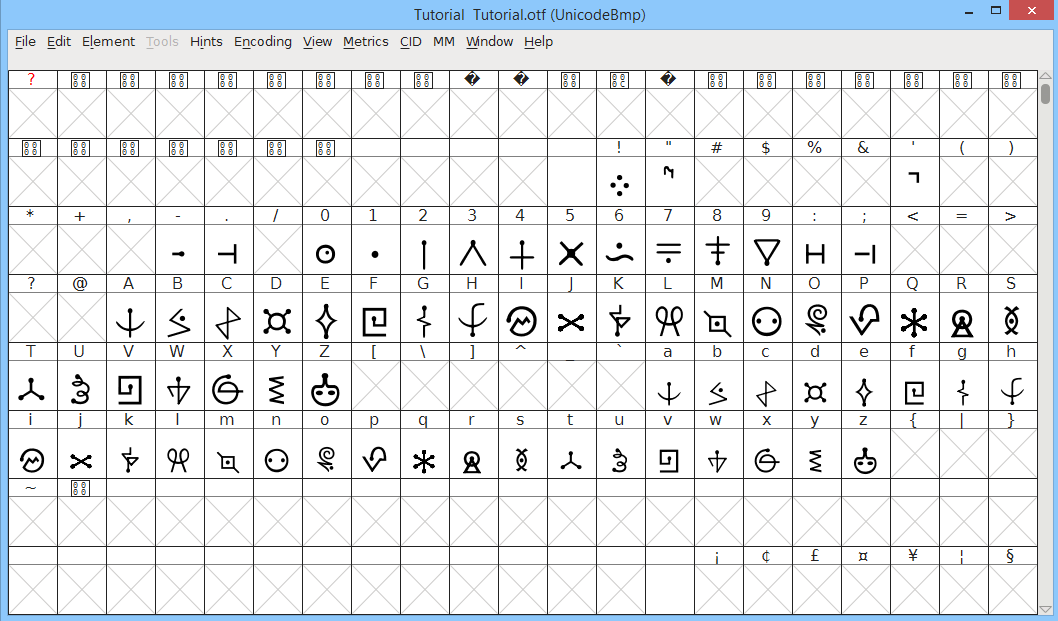 Tutorial Tutorial.otf (UnicodeBmp)
File Edit Element Tools Hints Encoding View Metrics CID MM Window Help
?
! " # $ % & ' ( )
* + , - . / 0 1 2 3 4 5 6 7 8 9 : ; < = >
? @ A B C D E F G H I J K L M N O P Q R S
T U V W X Y Z [ \ ] ^ _ ` a b c d e f g h
i j k l m n o p q r s t u v w x y z { | }
~
¡ ¢ £ ¤ ¥ ¦ §